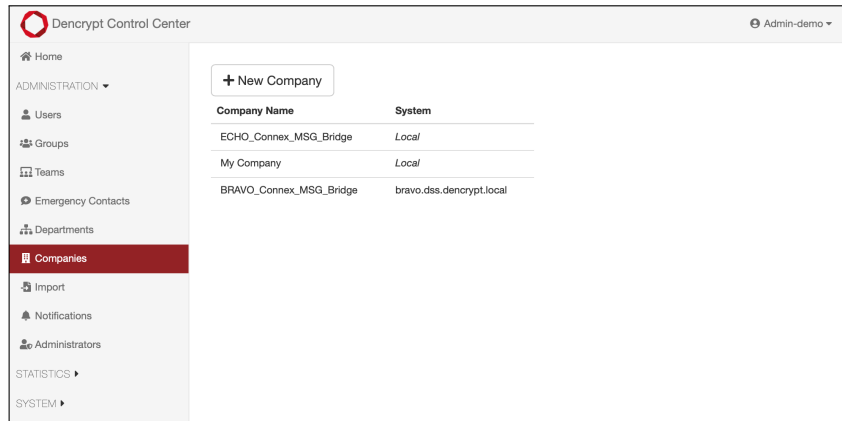 Dencrypt Control Center
Admin-demo
Home
ADMINISTRATION
Users
Groups
Teams
Emergency Contacts
Departments
Companies
Import
Notifications
Administrators
STATISTICS
SYSTEM
+ New Company
Company Name System
ECHO_Connex_MSG_Bridge Local
My Company Local
BRAVO_Connex_MSG_Bridge bravo.dss.dencrypt.local